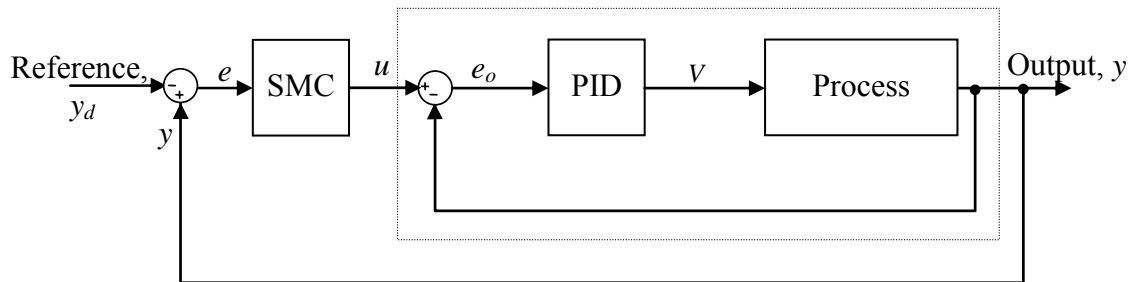 Reference,
y_d
-
+
y
e
SMC
u
+
-
e_o
PID
V
Process
Output, y